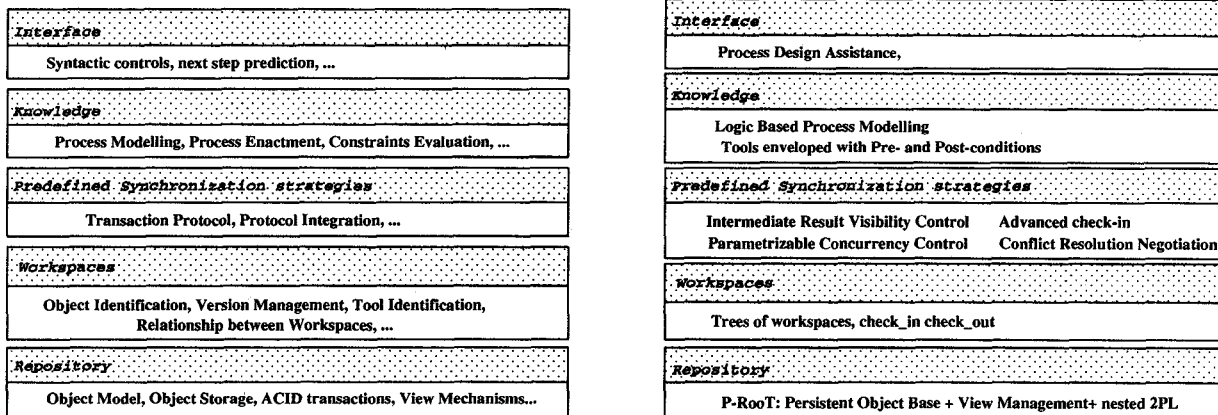 Interface
Syntactic controls, next step prediction, ...
Knowledge
Process Modelling, Process Enactment, Constraints Evaluation, ...
Predefined Synchronization strategies
Transaction Protocol, Protocol Integration, ...
Workspaces
Object Identification, Version Management, Tool Identification,
Relationship between Workspaces, ...
Repository
Object Model, Object Storage, ACID transactions, View Mechanisms...
Interface
Process Design Assistance,
Knowledge
Logic Based Process Modelling
Tools enveloped with Pre- and Post-conditions
Predefined Synchronization strategies
Intermediate Result Visibility Control Advanced check-in
Parametrizable Concurrency Control Conflict Resolution Negotiation
Workspaces
Trees of workspaces, check_in check_out
Repository
P-RooT: Persistent Object Base + View Management+ nested 2PL